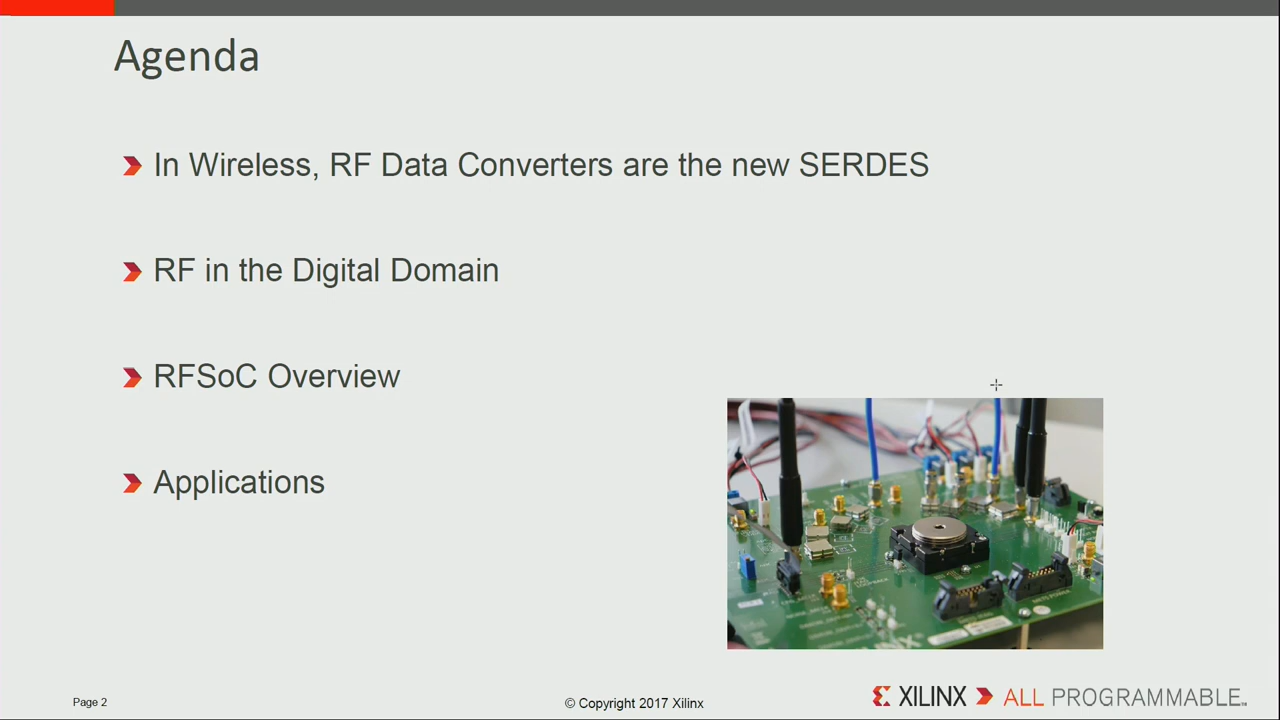 Agenda
In Wireless, RF Data Converters are the new SERDES
RF in the Digital Domain
RFSoC Overview
Applications
Page 2
© Copyright 2017 Xilinx
XILINX ALL PROGRAMMABLE™